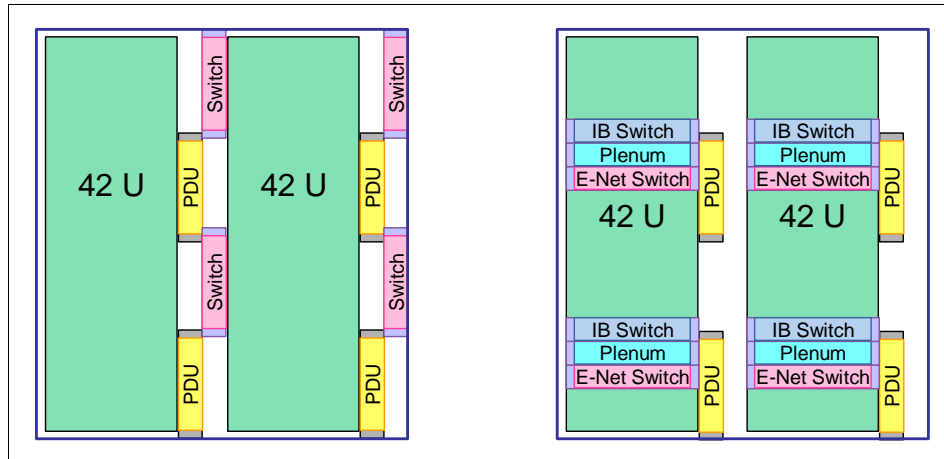 Switch
Switch
42 U
PDU
42 U
PDU
Switch
Switch
PDU
PDU
IB Switch
Plenum
E-Net Switch
42 U
PDU
IB Switch
Plenum
E-Net Switch
42 U
PDU
IB Switch
Plenum
E-Net Switch
PDU
IB Switch
Plenum
E-Net Switch
PDU